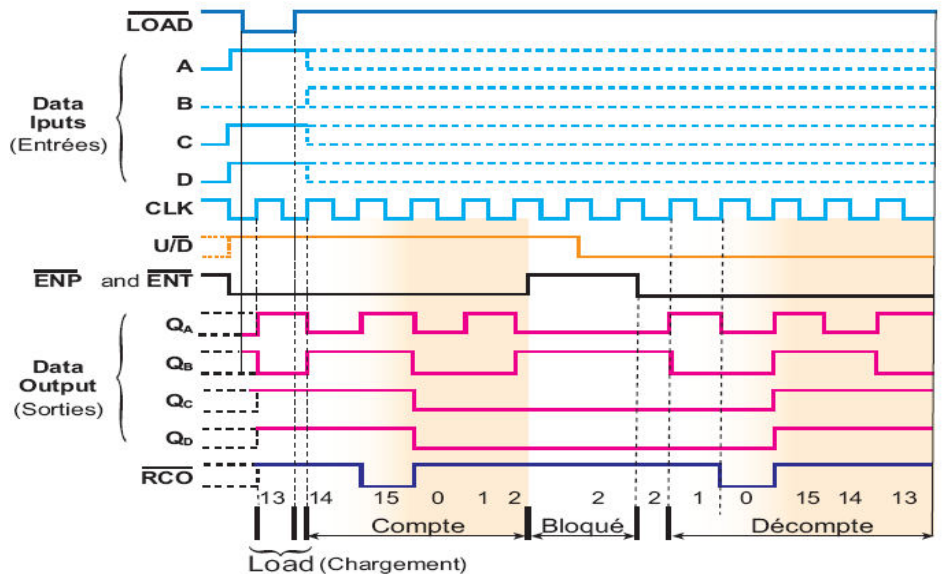 LOAD
A
Data
Iputs
(Entrées)
B
C
D
CLK
U/D
ENP and ENT
QA
Data
Output
(Sorties)
QB
QC
QD
RCO
13 14 15 0 1 2 2 2 1 0 15 14 13
Compte Bloqué Décompte
Load (Chargement)